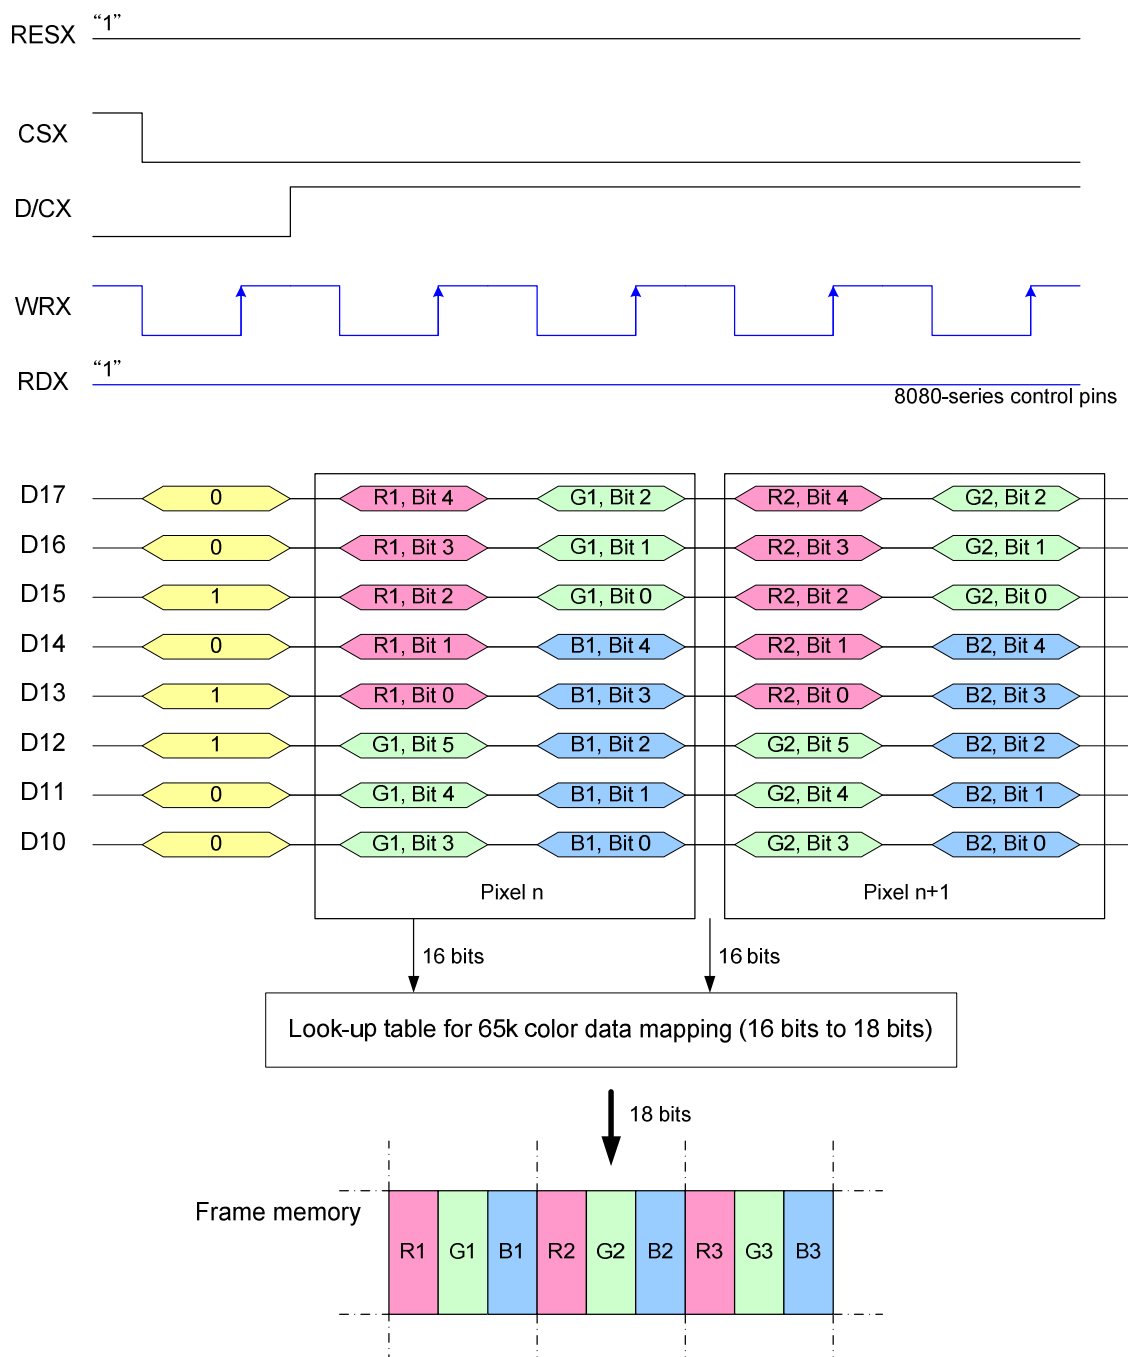 RESX “1”
CSX
D/CX
WRX
RDX “1”
8080-series control pins
D17 0 R1, Bit 4 G1, Bit 2 R2, Bit 4 G2, Bit 2
D16 0 R1, Bit 3 G1, Bit 1 R2, Bit 3 G2, Bit 1
D15 1 R1, Bit 2 G1, Bit 0 R2, Bit 2 G2, Bit 0
D14 0 R1, Bit 1 B1, Bit 4 R2, Bit 1 B2, Bit 4
D13 1 R1, Bit 0 B1, Bit 3 R2, Bit 0 B2, Bit 3
D12 1 G1, Bit 5 B1, Bit 2 G2, Bit 5 B2, Bit 2
D11 0 G1, Bit 4 B1, Bit 1 G2, Bit 4 B2, Bit 1
D10 0 G1, Bit 3 B1, Bit 0 G2, Bit 3 B2, Bit 0
Pixel n Pixel n+1
16 bits 16 bits
Look-up table for 65k color data mapping (16 bits to 18 bits)
18 bits
Frame memory
R1 G1 B1 R2 G2 B2 R3 G3 B3